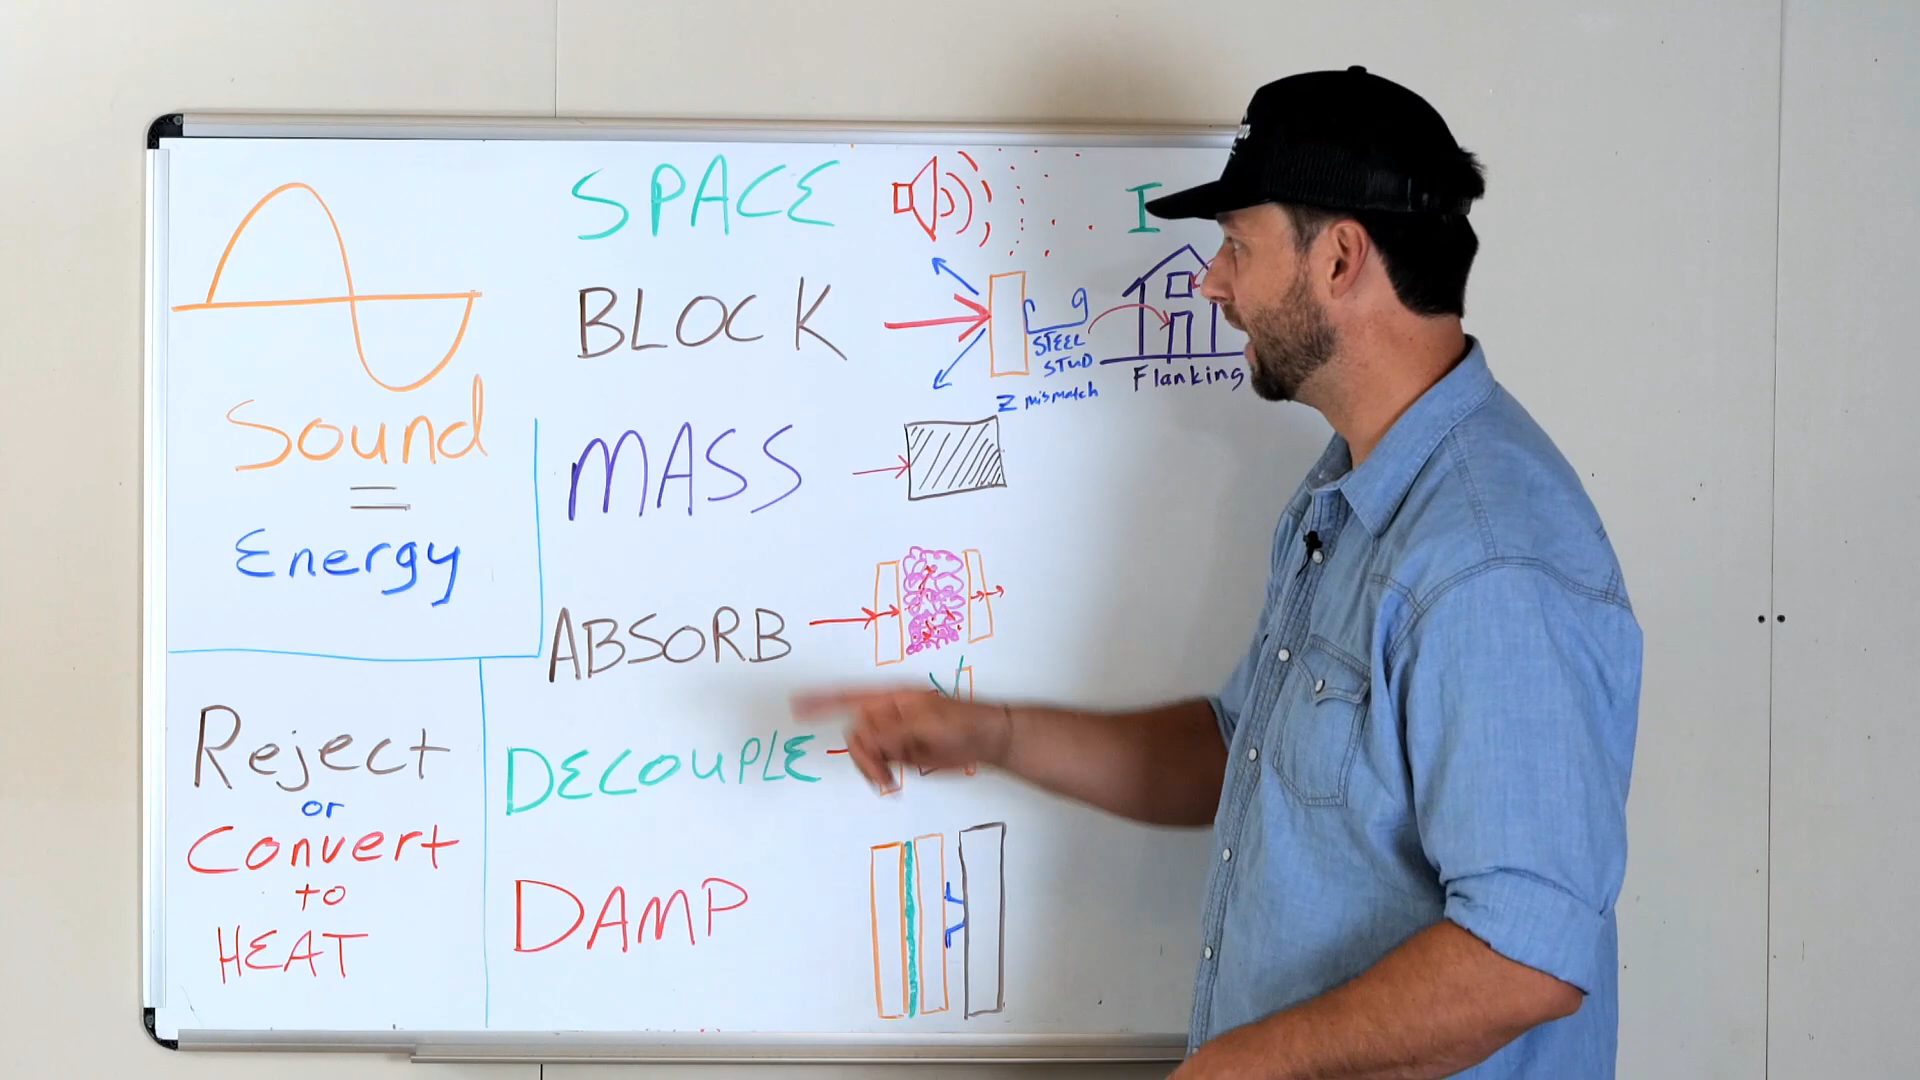 Sound
=
Energy
Reject
or
Convert
to
HEAT
SPACE
BLOCK
STEEL
STUD
Z mismatch
Flanking
MASS
ABSORB
DECOUPLE
DAMP
I